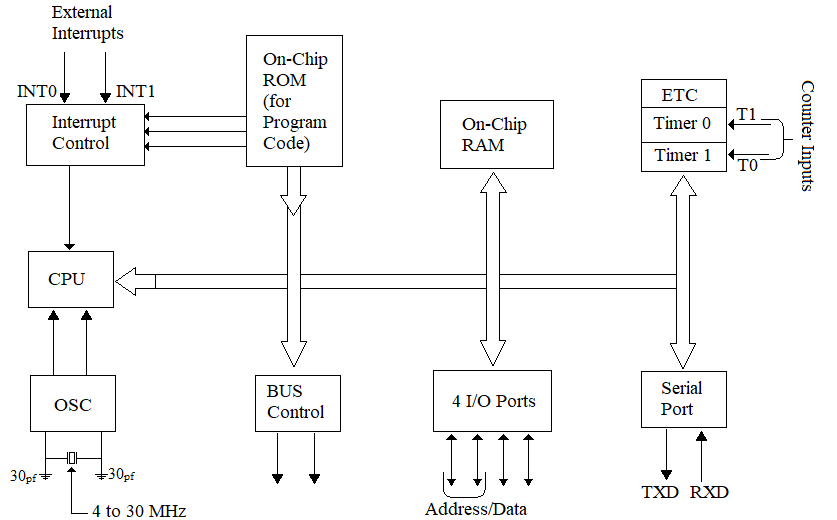 External
Interrupts
INT0
INT1
Interrupt
Control
On-Chip
ROM
(for
Program
Code)
On-Chip
RAM
ETC
Timer 0
Timer 1
T1
T0
Counter Inputs
CPU
OSC
30pf
30pf
4 to 30 MHz
BUS
Control
4 I/O Ports
Address/Data
Serial
Port
TXD
RXD